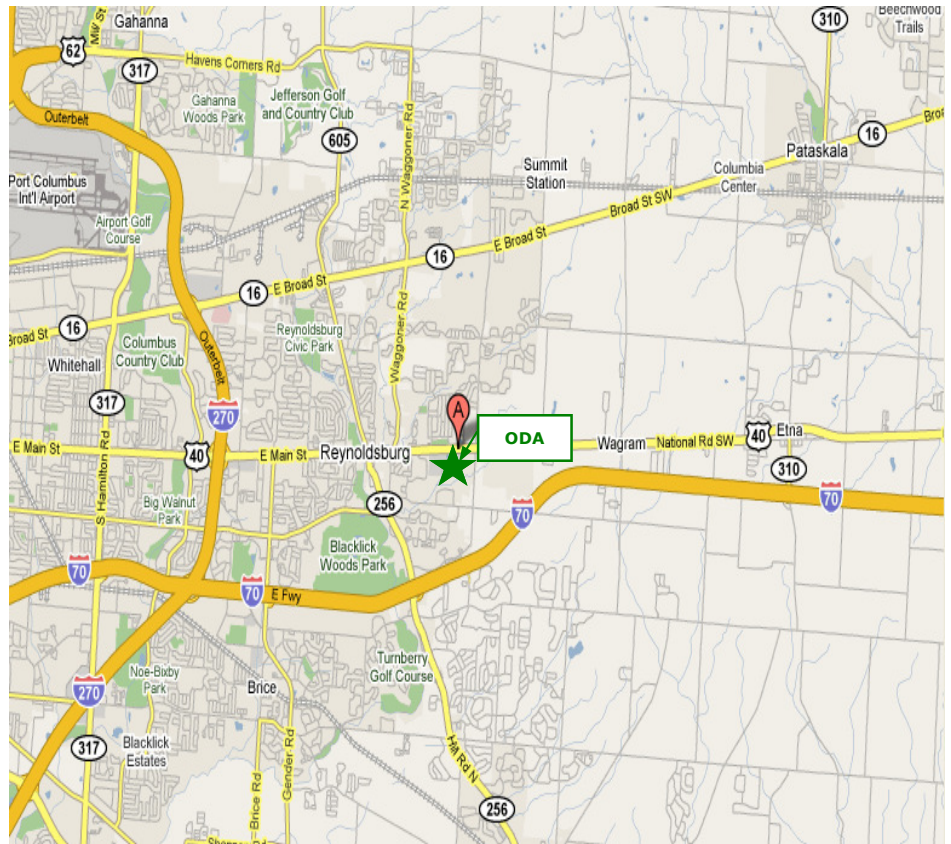 310
Beechwood
Trails
Gahanna
Mill St
62
317
Havens Corners Rd
Gahanna
Woods Park
Jefferson Golf
and Country Club
605
N Waggoner Rd
Outerbelt
Port Columbus
Int'l Airport
Airport Golf
Course
Summit
Station
Columbia
Center
Pataskala
16
Broad St SW
E Broad St
16
E Broad St
16
Broad St
16
Columbus
Country Club
Outerbelt
Reynoldsburg
Civic Park
Waggoner Rd
Whitehall
317
270
A
ODA
E Main St
40
E Main St
Reynoldsburg
Wagram
National Rd SW
40
Etna
310
S Hamilton Rd
Big Walnut
Park
256
70
70
Blacklick
Woods Park
70
70
E Fwy
Noe-Bixby
Park
Turnberry
Golf Course
Brice
270
317
Blacklick
Estates
Brice Rd
Gender Rd
Hill Rd N
256